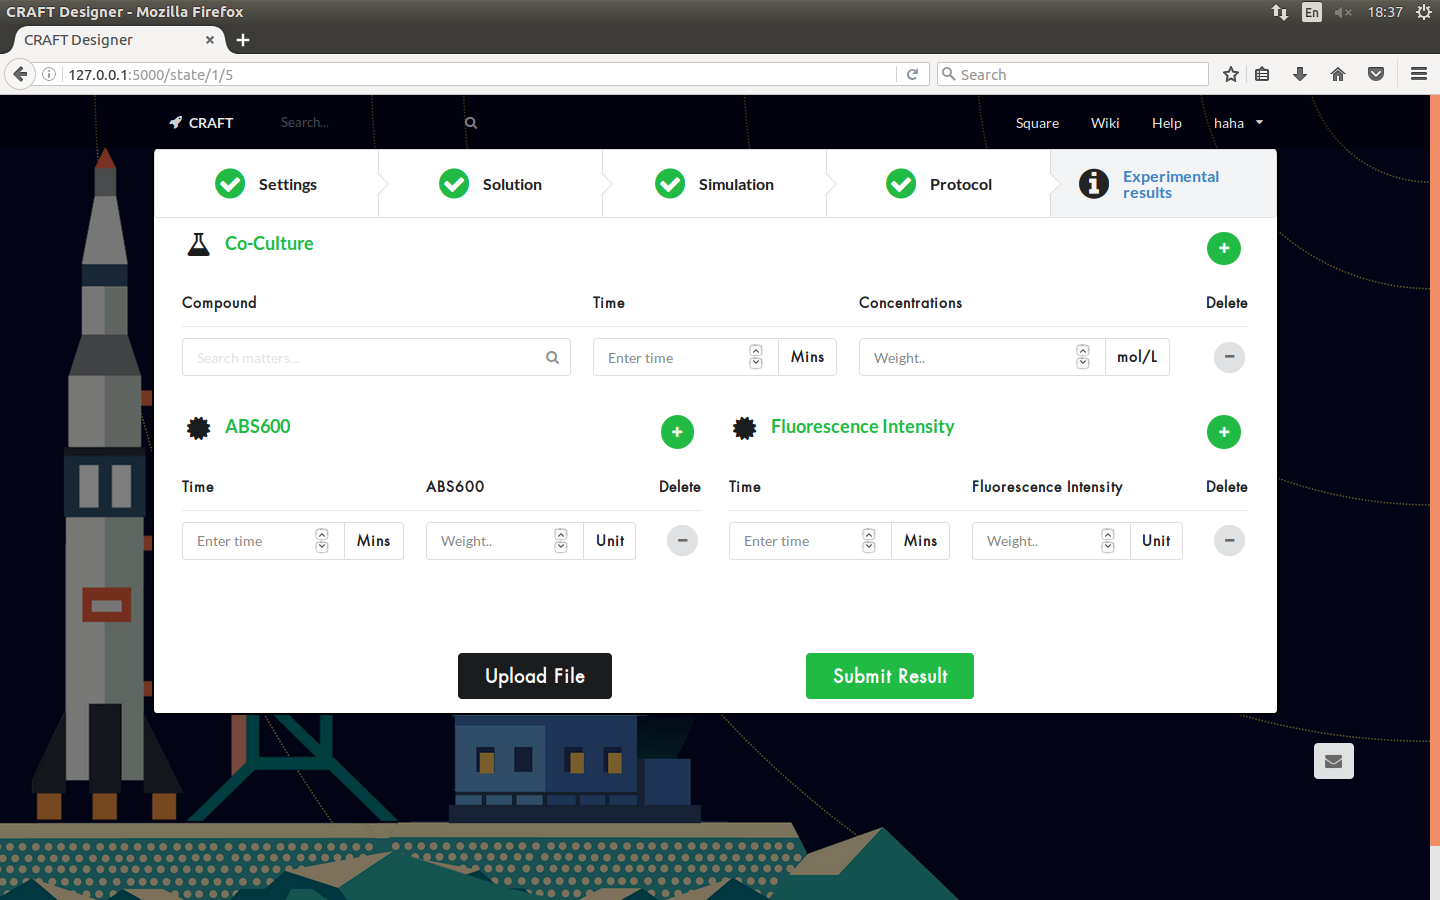 CRAFT Designer - Mozilla Firefox
En
18:37
CRAFT Designer
127.0.0.1:5000/state/1/5
Search
CRAFT
Search...
Square
Wiki
Help
haha
Settings
Solution
Simulation
Protocol
Experimental
results
Co-Culture
Compound
Time
Concentrations
Delete
Search matters...
Enter time
Mins
Weight..
mol/L
ABS600
Fluorescence Intensity
Time
ABS600
Delete
Time
Fluorescence Intensity
Delete
Enter time
Mins
Weight..
Unit
Enter time
Mins
Weight..
Unit
Upload File
Submit Result